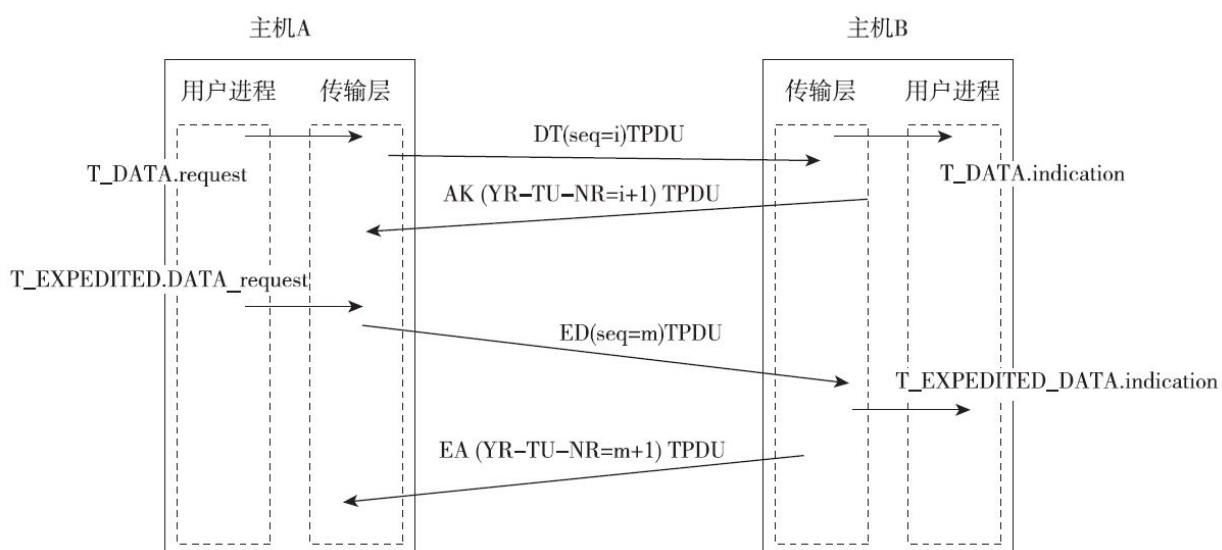 主机A
主机B
用户进程
传输层
传输层
用户进程
DT(seq=i)TPDU
T_DATA.request
T_DATA.indication
AK (YR-TU-NR=i+1) TPDU
T_EXPEDITED.DATA_request
ED(seq=m)TPDU
T_EXPEDITED_DATA.indication
EA (YR-TU-NR=m+1) TPDU